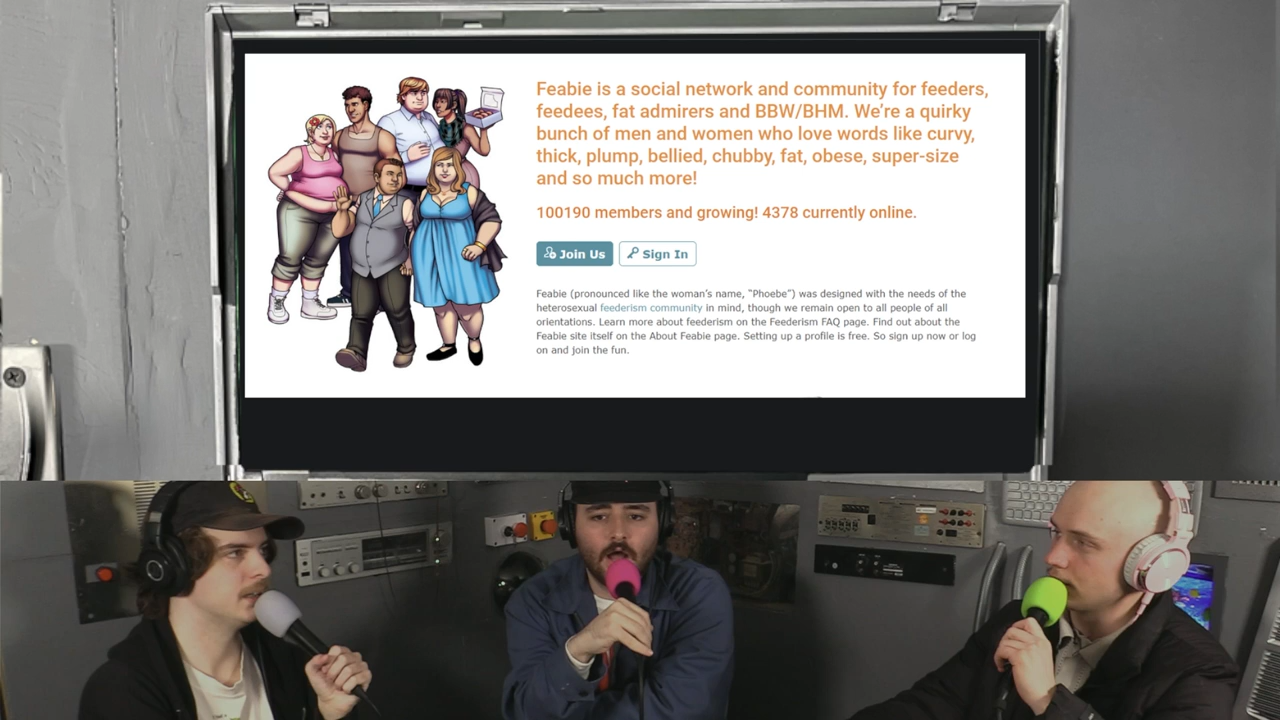 Feabie is a social network and community for feeders,
feedees, fat admirers and BBW/BHM. We're a quirky
bunch of men and women who love words like curvy,
thick, plump, bellied, chubby, fat, obese, super-size
and so much more!
100190 members and growing! 4378 currently online.
Join Us Sign In
Feabie (pronounced like the woman's name, "Phoebe") was designed with the needs of the
heterosexual feederism community in mind, though we remain open to all people of all
orientations. Learn more about feederism on the Feederism FAQ page. Find out about the
Feabie site itself on the About Feabie page. Setting up a profile is free. So sign up now or log
on and join the fun.